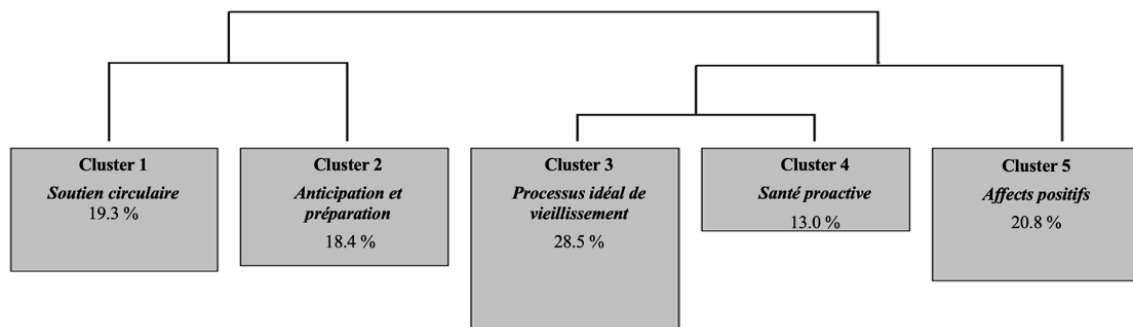 Cluster 1
Soutien circulaire
19.3 %
Cluster 2
Anticipation et
préparation
18.4 %
Cluster 3
Processus idéal de
vieillissement
28.5 %
Cluster 4
Santé proactive
13.0 %
Cluster 5
Affects positifs
20.8 %